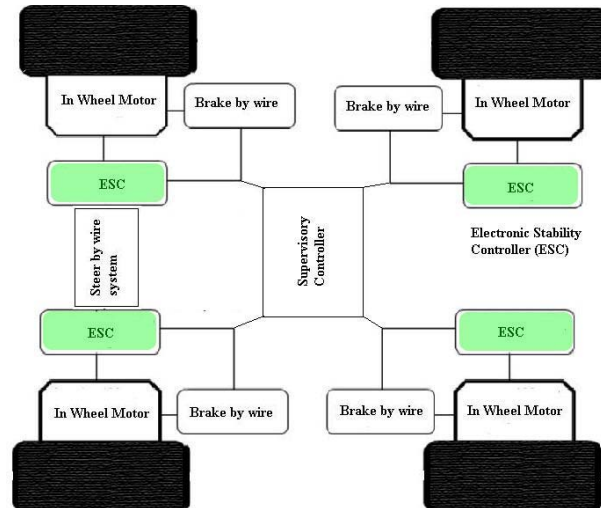 In Wheel Motor
Brake by wire
Brake by wire
In Wheel Motor
ESC
ESC
Steer by wire
system
Supervisory
Controller
Electronic Stability
Controller (ESC)
ESC
ESC
In Wheel Motor
Brake by wire
Brake by wire
In Wheel Motor